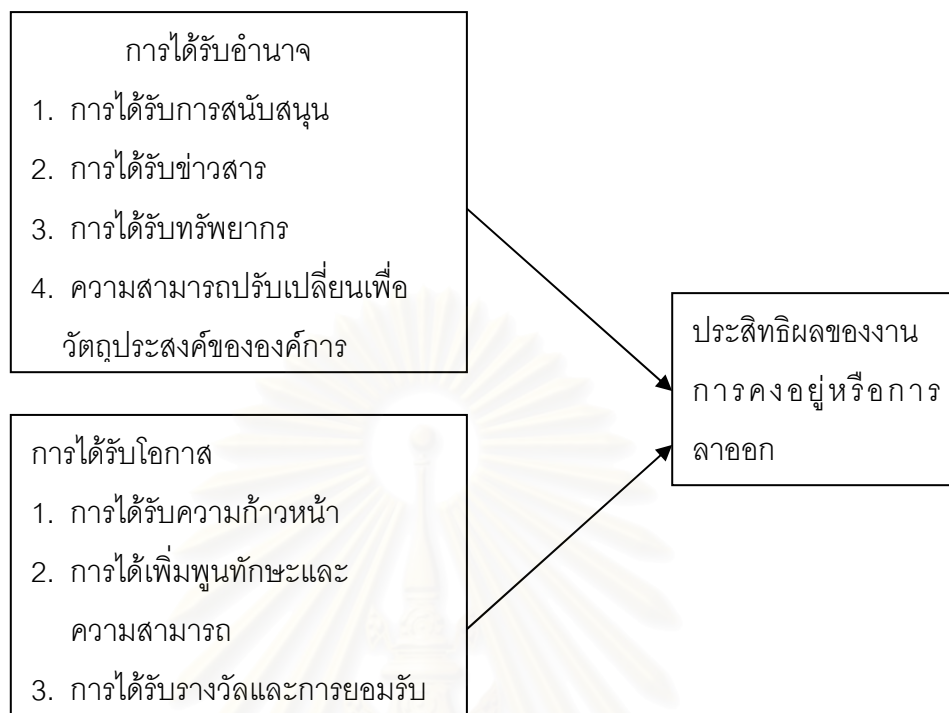 การได้รับอำนาจ
1. การได้รับการสนับสนุน
2. การได้รับข่าวสาร
3. การได้รับทรัพยากร
4. ความสามารถปรับเปลี่ยนเพื่อ
วัตถุประสงค์ขององค์การ
การได้รับโอกาส
1. การได้รับความก้าวหน้า
2. การได้เพิ่มพูนทักษะและ
ความสามารถ
3. การได้รับรางวัลและการยอมรับ
ประสิทธิผลของงาน
การคงอยู่หรือการ
ลาออก